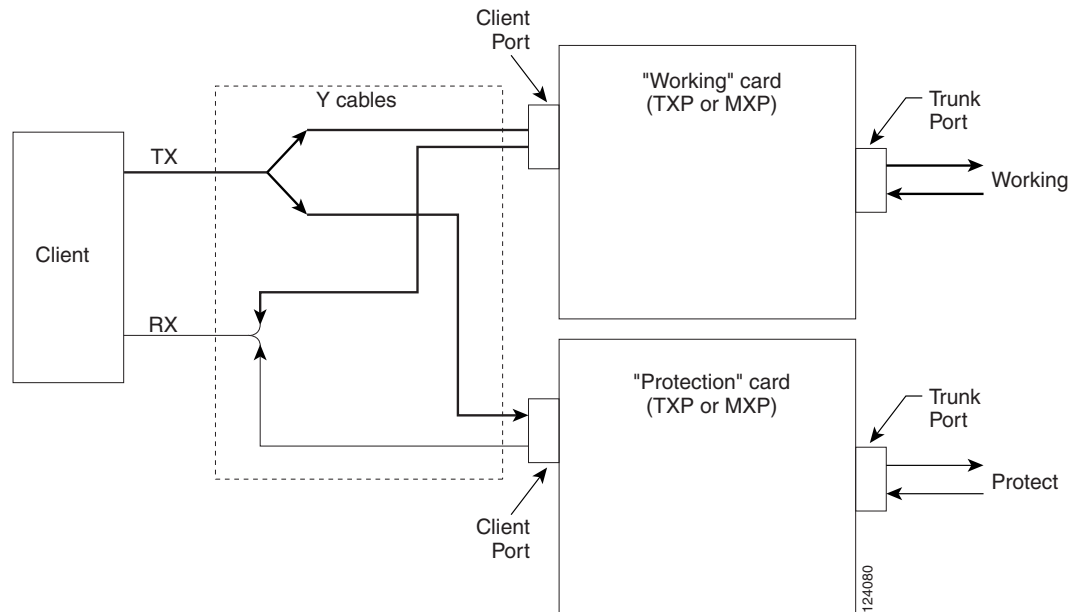 Client
Port
"Working" card
(TXP or MXP)
Trunk
Port
Y cables
TX
Working
Client
RX
"Protection" card
(TXP or MXP)
Trunk
Port
Protect
Client
Port
124080